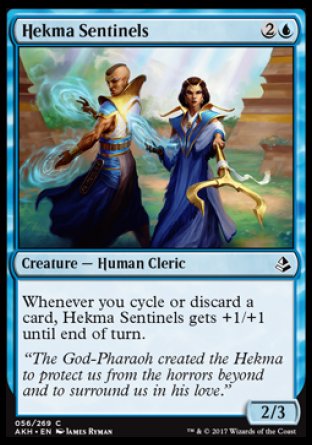 Hekma Sentinels 2
Creature — Human Cleric
Whenever you cycle or discard a
card, Hekma Sentinels gets +1/+1
until end of turn.
"The God-Pharaoh created the Hekma
to protect us from the horrors beyond
and to surround us in his love."
2/3
056/269 C
AKH • EN James Ryman
™ & © 2017 Wizards of the Coast